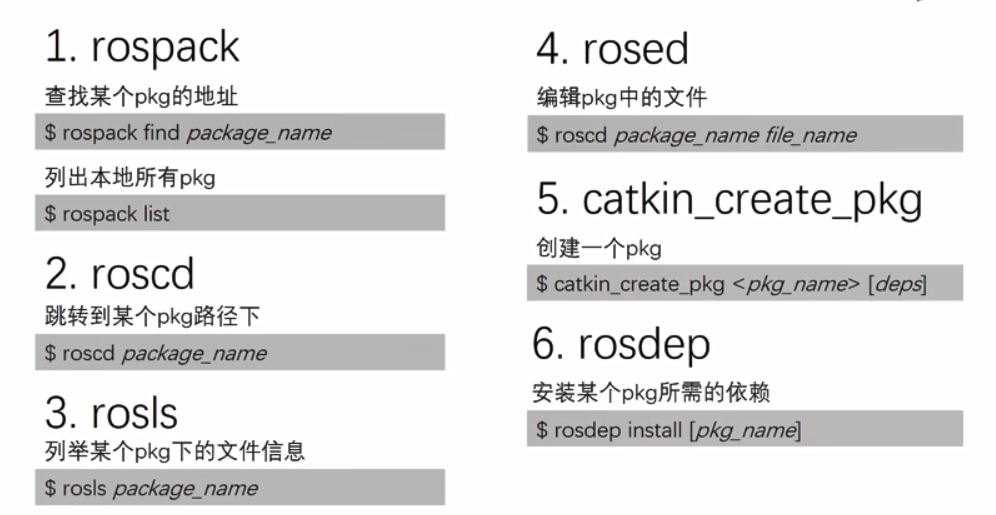 1. rospack
查找某个pkg的地址
$ rospack find package_name
列出本地所有pkg
$ rospack list
2. roscd
跳转到某个pkg路径下
$ roscd package_name
3. rosls
列举某个pkg下的文件信息
$ rosls package_name
4. rosed
编辑pkg中的文件
$ roscd package_name file_name
5. catkin_create_pkg
创建一个pkg
$ catkin_create_pkg <pkg_name> [deps]
6. rosdep
安装某个pkg所需的依赖
$ rosdep install [pkg_name]